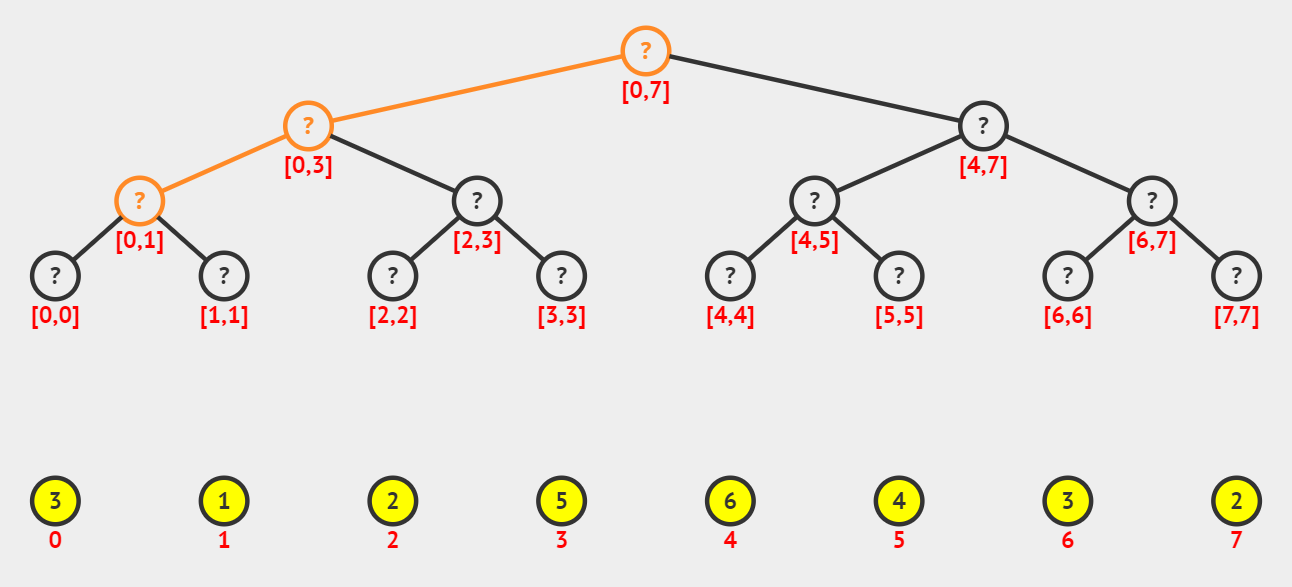 ?
[0,7]
? ?
[0,3] [4,7]
? ? ? ?
[0,1] [2,3] [4,5] [6,7]
? ? ? ? ? ? ? ?
[0,0] [1,1] [2,2] [3,3] [4,4] [5,5] [6,6] [7,7]
3 1 2 5 6 4 3 2
0 1 2 3 4 5 6 7